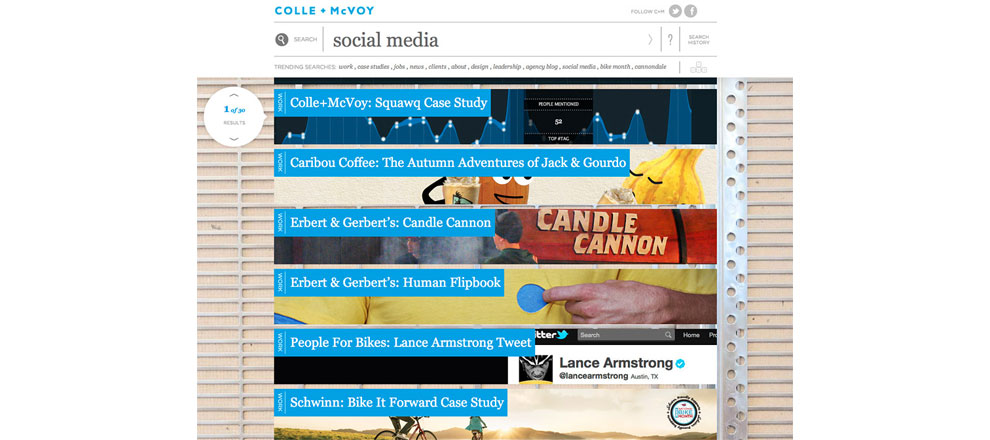 COLLE + McVOY
FOLLOW C+M
SEARCH
social media
?
SEARCH HISTORY
TRENDING SEARCHES: work , case studies , jobs , news , clients , about , design , leadership , agency blog , social media , bike month , cannondale
1 of 30
RESULTS
WORK
Colle+McVoy: Squawq Case Study
PEOPLE MENTIONED
52
TOP #TAG
WORK
Caribou Coffee: The Autumn Adventures of Jack & Gourdo
WORK
Erbert & Gerbert's: Candle Cannon
CANDLE
CANNON
WORK
Erbert & Gerbert's: Human Flipbook
WORK
People For Bikes: Lance Armstrong Tweet
itter
Search
Home
Pr
Lance Armstrong
@lancearmstrong Austin, TX
WORK
Schwinn: Bike It Forward Case Study